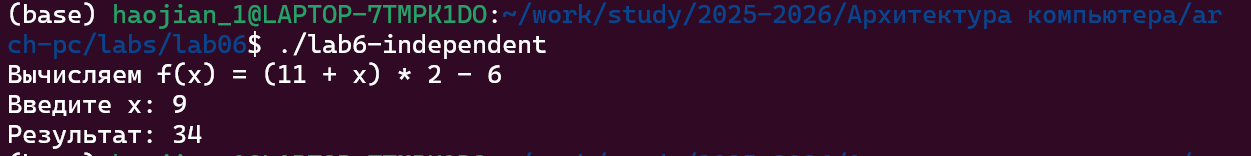 (base) haojian_1@LAPTOP-7TMPK1DO:~/work/study/2025-2026/Архитектура компьютера/ar
ch-pc/labs/lab06$ ./lab6-independent
Вычисляем f(x) = (11 + x) * 2 - 6
Введите x: 9
Результат: 34